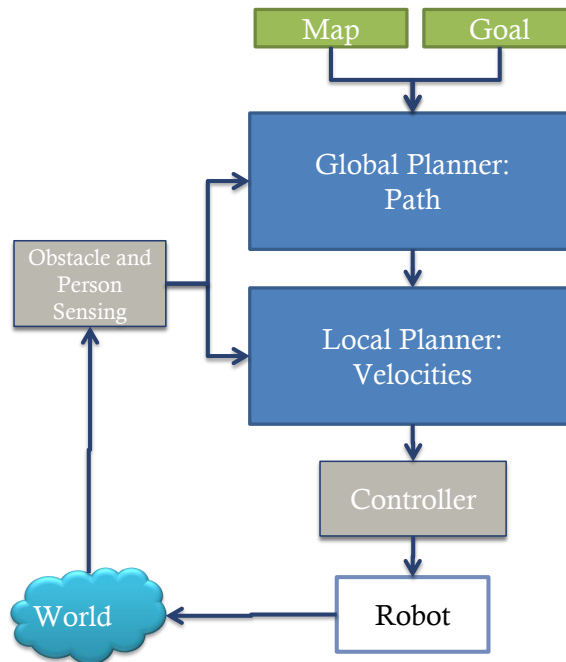 Map
Goal
Global Planner:
Path
Obstacle and
Person
Sensing
Local Planner:
Velocities
Controller
World
Robot